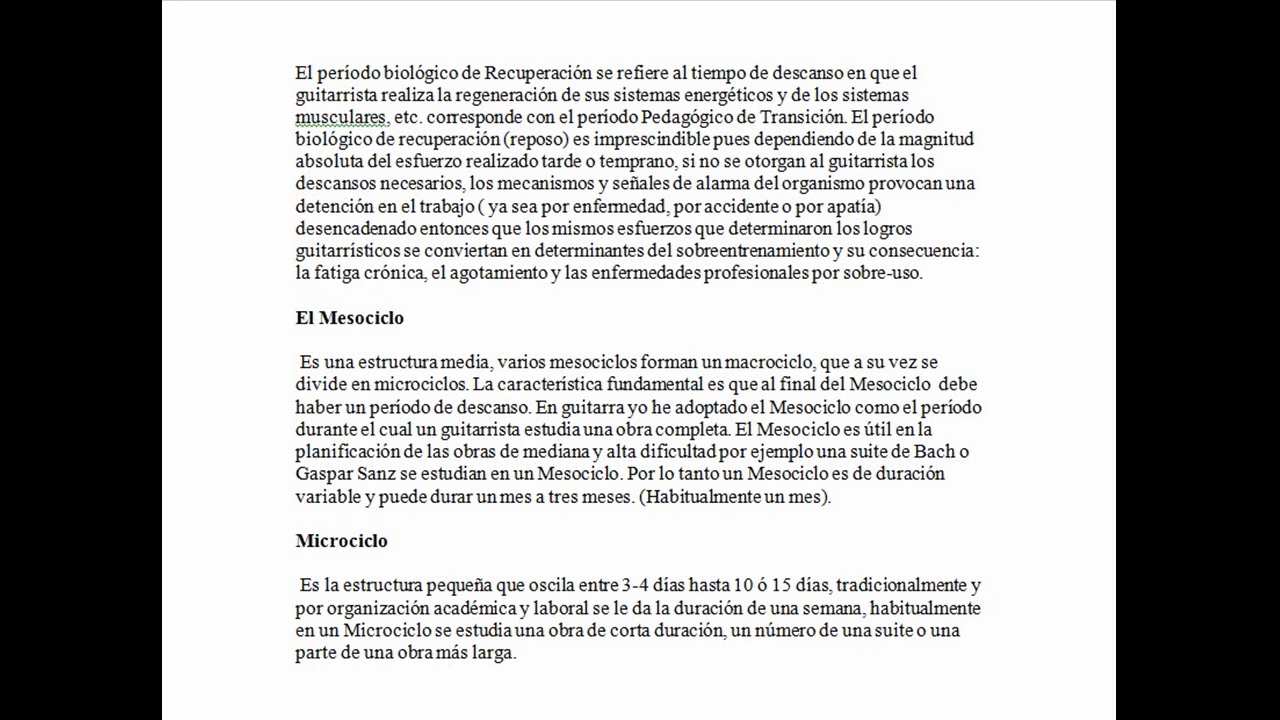 El período biológico de Recuperación se refiere al tiempo de descanso en que el
guitarrista realiza la regeneración de sus sistemas energéticos y de los sistemas
musculares, etc. corresponde con el período Pedagógico de Transición. El período
biológico de recuperación (reposo) es imprescindible pues dependiendo de la magnitud
absoluta del esfuerzo realizado tarde o temprano, si no se otorgan al guitarrista los
descansos necesarios, los mecanismos y señales de alarma del organismo provocan una
detención en el trabajo ( ya sea por enfermedad, por accidente o por apatía)
desencadenado entonces que los mismos esfuerzos que determinaron los logros
guitarrísticos se conviertan en determinantes del sobreentrenamiento y su consecuencia:
la fatiga crónica, el agotamiento y las enfermedades profesionales por sobre-uso.
El Mesociclo
Es una estructura media, varios mesociclos forman un macrociclo, que a su vez se
divide en microciclos. La característica fundamental es que al final del Mesociclo debe
haber un período de descanso. En guitarra yo he adoptado el Mesociclo como el período
durante el cual un guitarrista estudia una obra completa. El Mesociclo es útil en la
planificación de las obras de mediana y alta dificultad por ejemplo una suite de Bach o
Gaspar Sanz se estudian en un Mesociclo. Por lo tanto un Mesociclo es de duración
variable y puede durar un mes a tres meses. (Habitualmente un mes).
Microciclo
Es la estructura pequeña que oscila entre 3-4 días hasta 10 ó 15 días, tradicionalmente y
por organización académica y laboral se le da la duración de una semana, habitualmente
en un Microciclo se estudia una obra de corta duración, un número de una suite o una
parte de una obra más larga.